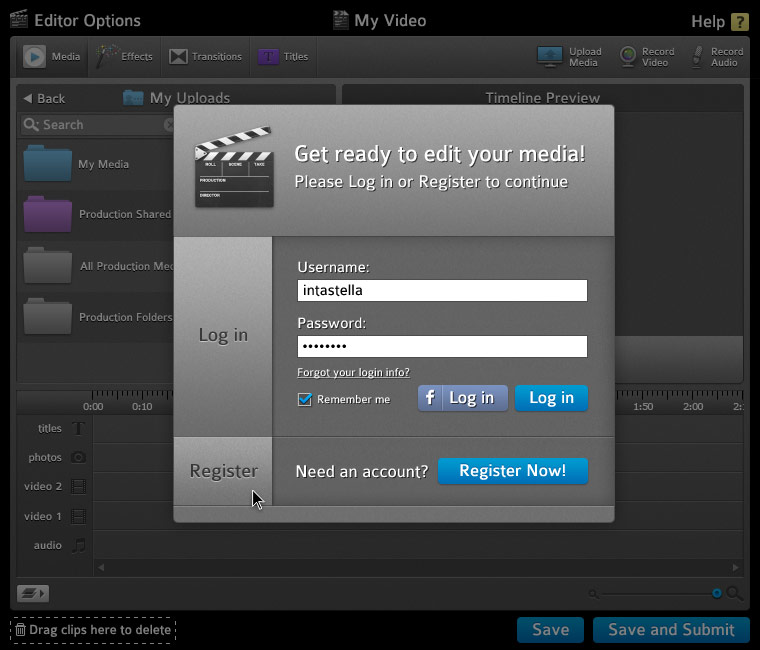 Editor Options
My Video
Help ?
Media
Effects
Transitions
T Titles
Upload Media
Record Video
Record Audio
Back
My Uploads
Timeline Preview
Search
My Media
Production Shared
All Production Med
Production Folders
ROLL SCENE TAKE
PRODUCTION
DIRECTOR
Get ready to edit your media!
Please Log in or Register to continue
Log in
Username:
intastella
Password:
••••••••
Forgot your login info?
Remember me
f Log in
Log in
Register
Need an account?
Register Now!
0:00 0:10 1:50 2:00 2:
titles T
photos
video 2
video 1
audio
Drag clips here to delete
Save
Save and Submit